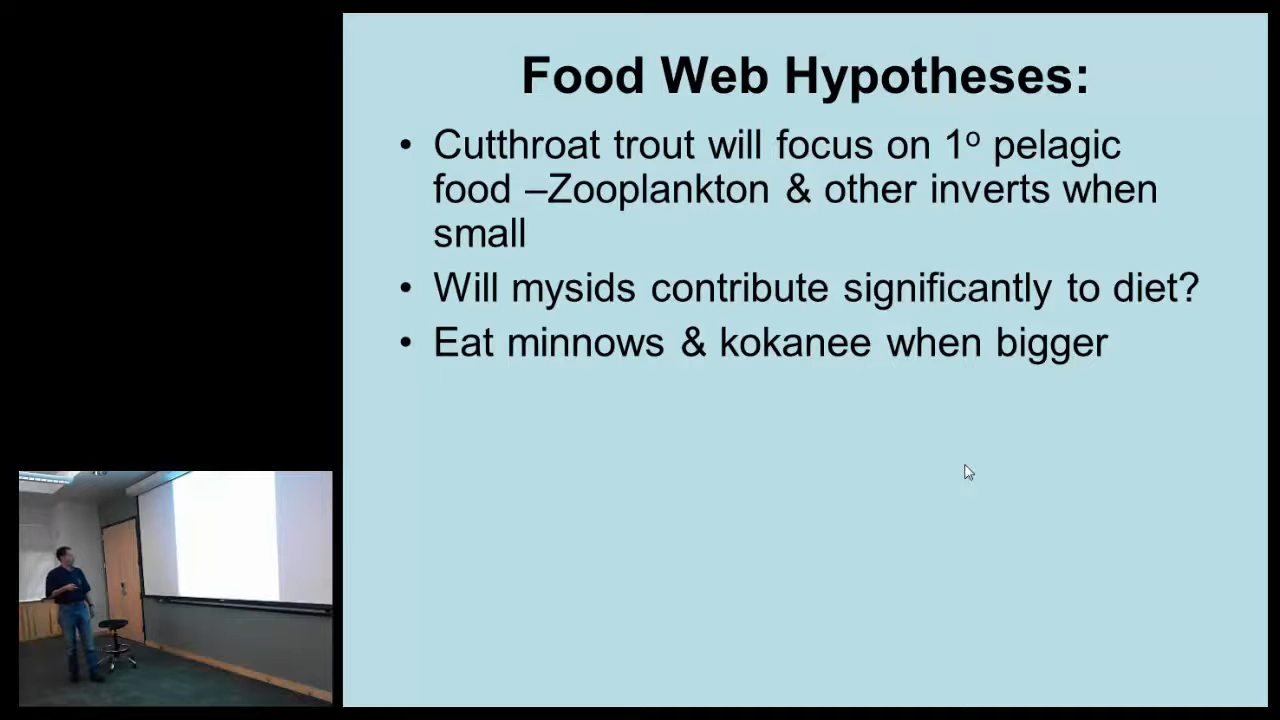 Food Web Hypotheses:
• Cutthroat trout will focus on 1º pelagic
food –Zooplankton & other inverts when
small
• Will mysids contribute significantly to diet?
• Eat minnows & kokanee when bigger